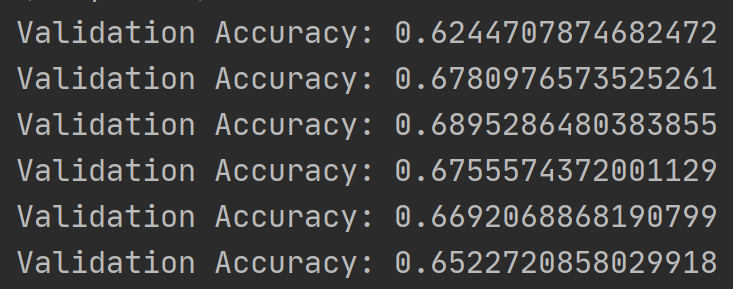 Validation Accuracy: 0.6244707874682472
Validation Accuracy: 0.6780976573525261
Validation Accuracy: 0.6895286480383855
Validation Accuracy: 0.6755574372001129
Validation Accuracy: 0.6692068868190799
Validation Accuracy: 0.6522720858029918